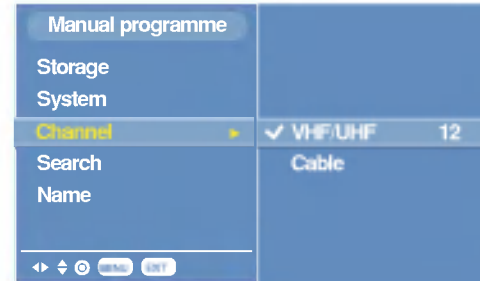 Manual programme
Storage
System
Channel ► ✓ VHF/UHF 12
Cable
Search
Name
MENU EXIT